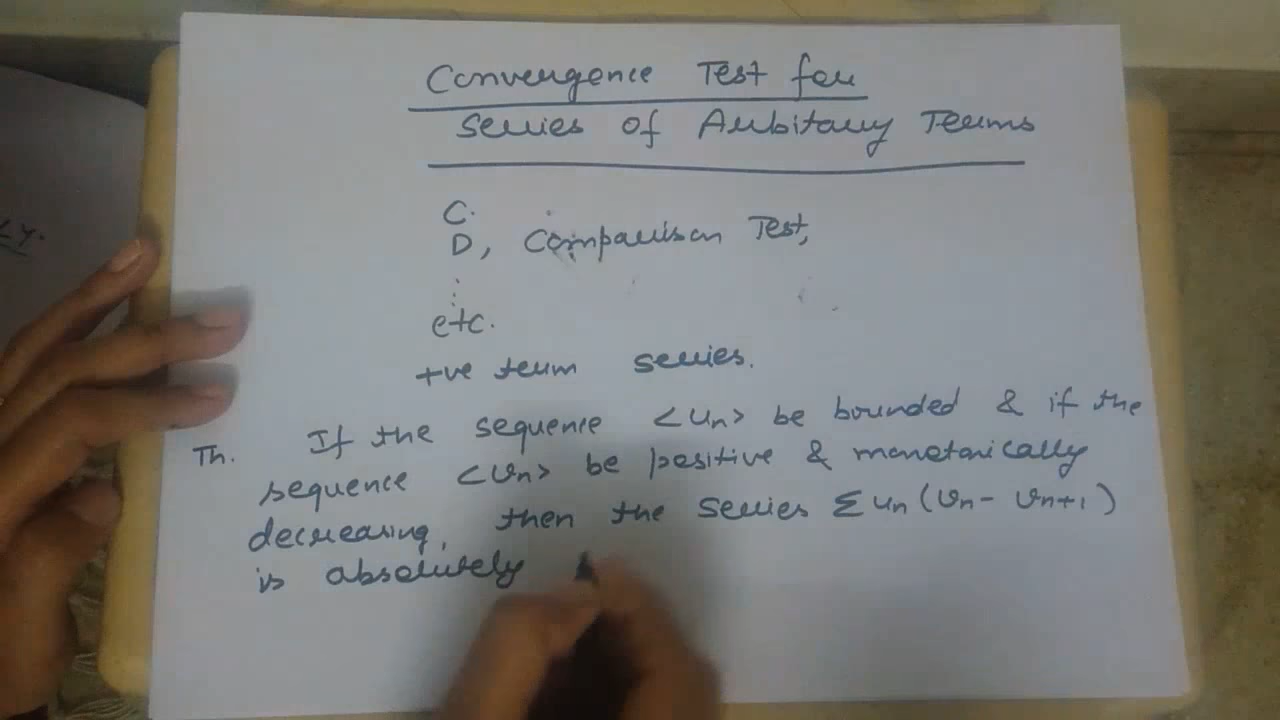 Convergence Test for
Series of Arbitary Terms
C.
D, Comparison Test,
⋮
etc.
+ve term series.
Th. If the sequence <un> be bounded & if the
sequence <vn> be positive & monotonically
decreasing, then the series Σ un (vn - vn+1)
is absolutely
LY.